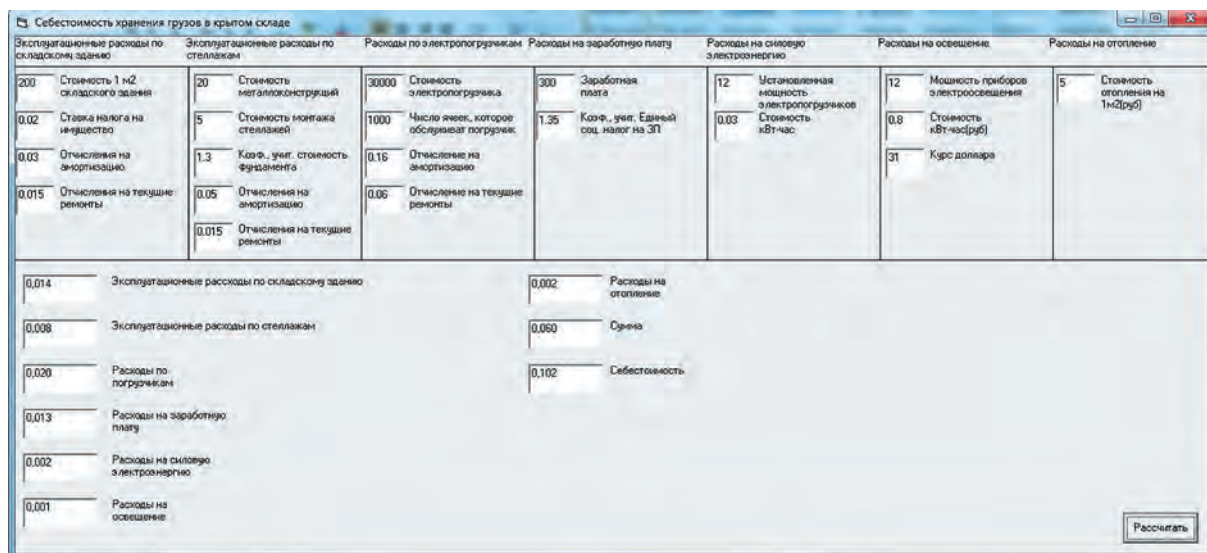 Себестоимость хранения грузов в крытом складе
Эксплуатационные расходы по
складскому зданию
200
Стоимость 1 м2
складского здания
0.02
Ставка налога на
имущество
0.03
Отчисления на
амортизацию
0.015
Отчисления на текущие
ремонты
Эксплуатационные расходы по
стеллажам
20
Стоимость
металлоконструкций
5
Стоимость монтажа
стеллажей
1.3
Коэф., учит. стоимость
фундамента
0.05
Отчисления на
амортизацию
0.015
Отчисления на текущие
ремонты
Расходы по электропогрузчикам
30000
Стоимость
электропогрузчика
1000
Число ячеек, которое
обслуживат погрузчик
0.16
Отчисление на
амортизацию
0.06
Отчисление на текущие
ремонты
Расходы на заработную плату
300
Заработная
плата
1.35
Коэф., учит. Единый
соц. налог на ЗП
Расходы на силовую
электроэнергию
12
Установленная
мощность
электропогрузчиков
0.03
Стоимость
кВт-час
Расходы на освещение
12
Мощность приборов
электроосвещения
0.8
Стоимость
кВт-час(руб)
31
Курс доллара
Расходы на отопление
5
Стоимость
отопления на
1м2(руб)
0,014
Эксплуатационные рассходы по складскому зданию
0,008
Эксплуатационные расходы по стеллажам
0,020
Расходы по
погрузчикам
0,013
Расходы на заработную
плату
0,002
Расходы на силовую
электроэнергию
0,001
Расходы на
освещение
0,002
Расходы на
отопление
0,060
Сумма
0,102
Себестоимость
Рассчитать